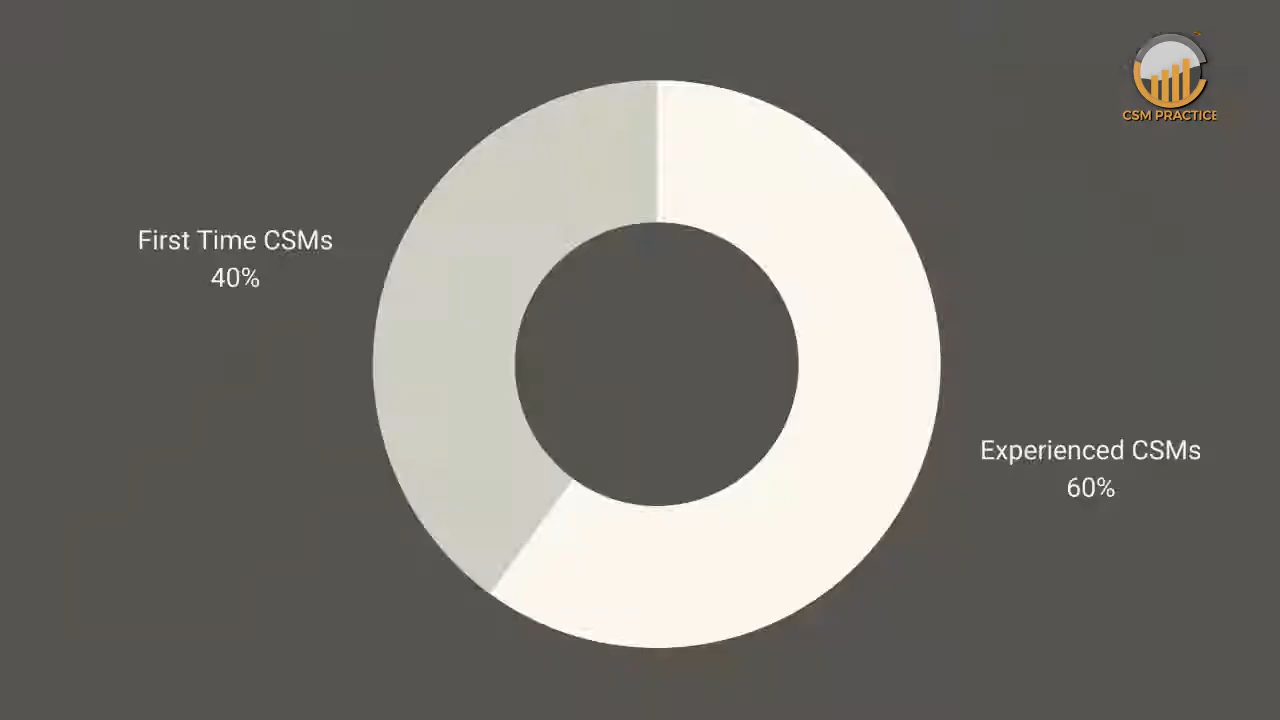 CSM PRACTICE
First Time CSMs
40%
Experienced CSMs
60%